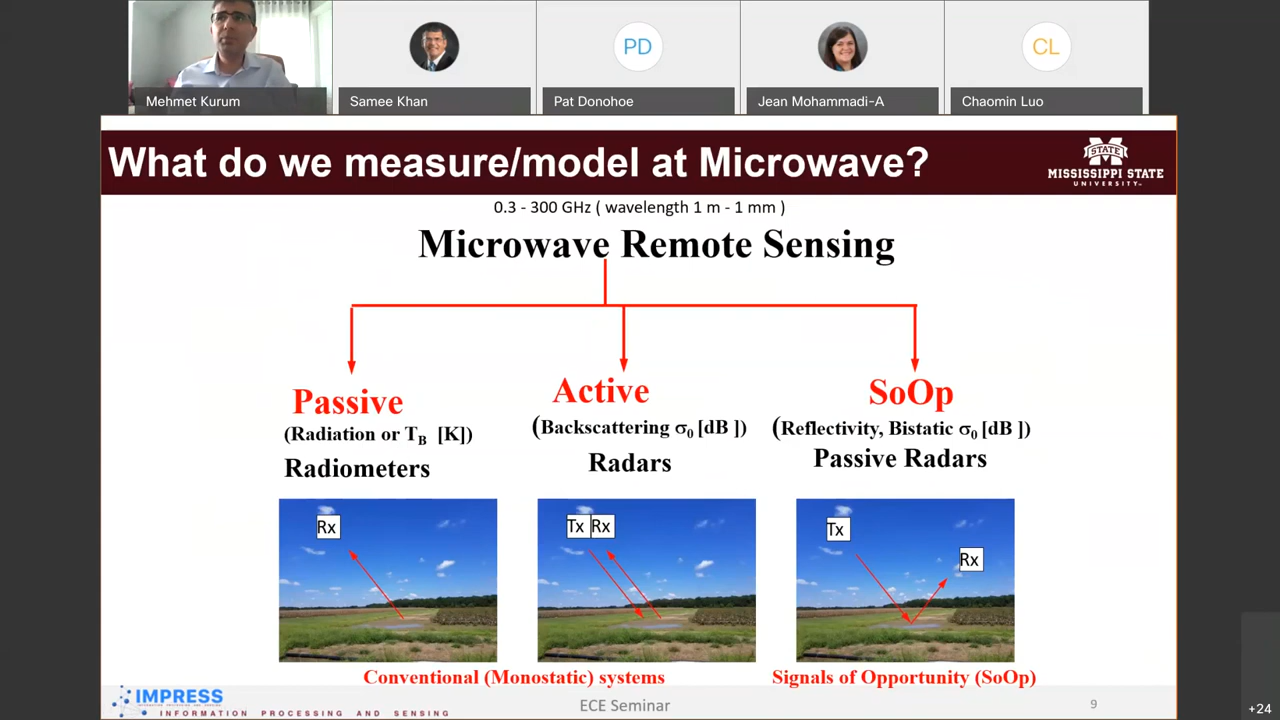 PD
CL
Mehmet Kurum
Samee Khan
Pat Donohoe
Jean Mohammadi-A
Chaomin Luo
What do we measure/model at Microwave?
STATE
MISSISSIPPI STATE
UNIVERSITY™
0.3 - 300 GHz ( wavelength 1 m - 1 mm )
Microwave Remote Sensing
Passive
(Radiation or TB [K])
Radiometers
Active
(Backscattering σ0 [dB ])
Radars
SoOp
(Reflectivity, Bistatic σ0 [dB ])
Passive Radars
Rx
Tx Rx
Tx
Rx
Conventional (Monostatic) systems
Signals of Opportunity (SoOp)
IMPRESS
INFORMATION PROCESSING AND SENSING
ECE Seminar
9
+24